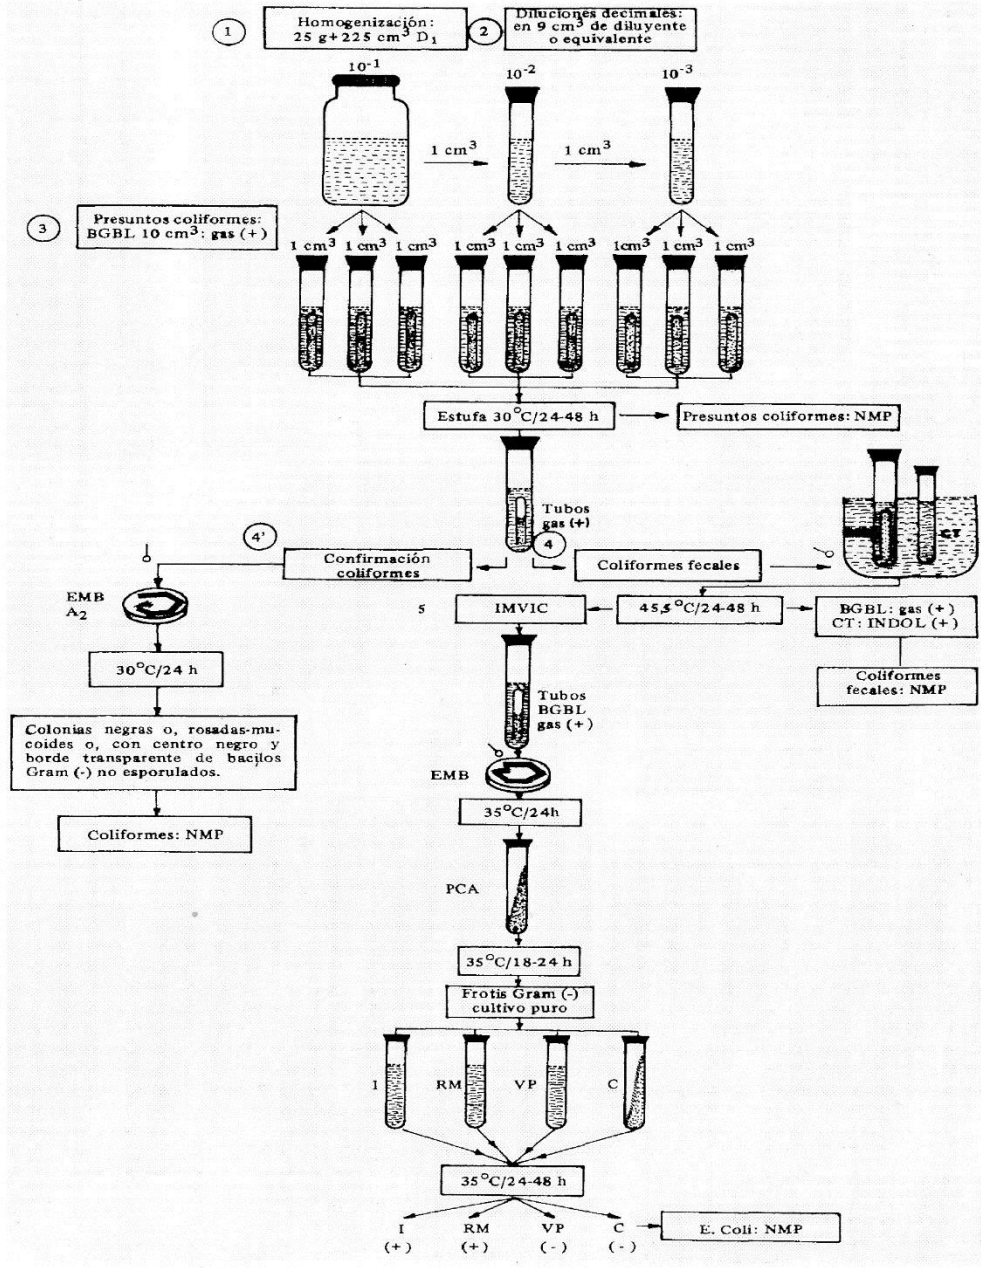 1
Homogenización:
25 g+225 cm³ D₁
2
Diluciones decimales:
en 9 cm³ de diluyente
o equivalente
10⁻¹
10⁻²
10⁻³
1 cm³
1 cm³
3
Presuntos coliformes:
BGBL 10 cm³: gas (+)
1 cm³ 1 cm³ 1 cm³
1 cm³ 1 cm³ 1 cm³
1cm³ 1 cm³ 1 cm³
Estufa 30°C/24-48 h
Presuntos coliformes: NMP
Tubos
gas (+)
4'
4
Confirmación
coliformes
Coliformes fecales
CT
EMB
A₂
5
IMVIC
45,5°C/24-48 h
BGBL: gas (+)
CT: INDOL (+)
30°C/24 h
Coliformes
fecales: NMP
Tubos
BGBL
gas (+)
Colonias negras o, rosadas-mu-
coides o, con centro negro y
borde transparente de bacilos
Gram (-) no esporulados.
EMB
35°C/24h
Coliformes: NMP
PCA
35°C/18-24 h
Frotis Gram (-)
cultivo puro
I RM VP C
35°C/24-48 h
I RM VP C
(+) (+) (-) (-)
E. Coli: NMP